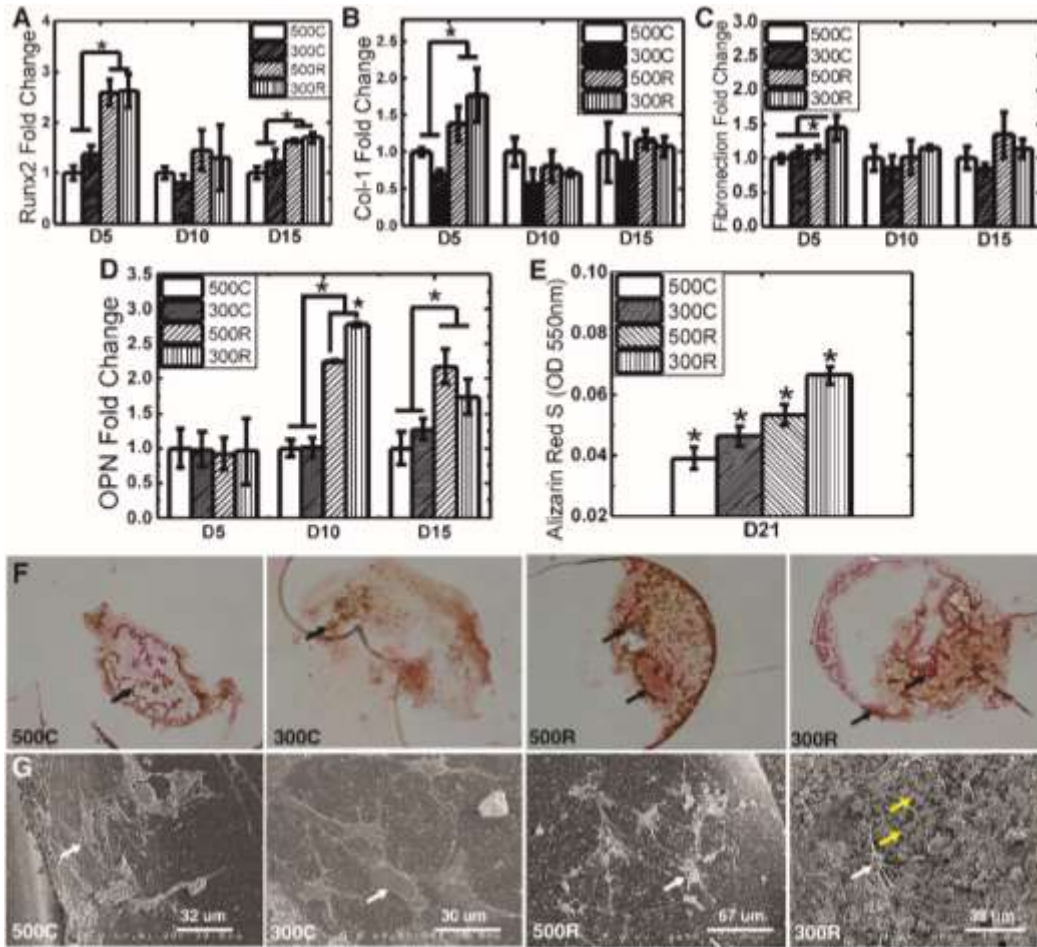 A
Runx2 Fold Change
4
3
2
1
0
*
*
500C
300C
500R
300R
D5 D10 D15
B
Col-1 Fold Change
2.5
2.0
1.5
1.0
0.5
0.0
*
500C
300C
500R
300R
D5 D10 D15
C
Fibronection Fold Change
3.0
2.5
2.0
1.5
1.0
0.5
0.0
*
500C
300C
500R
300R
D5 D10 D15
D
OPN Fold Change
3.5
3.0
2.5
2.0
1.5
1.0
0.5
0.0
500C
300C
500R
300R
* *
*
D5 D10 D15
E
Alizarin Red S (OD 550nm)
0.10
0.08
0.06
0.04
0.02
500C
300C
500R
300R
* * * *
D21
F
500C 300C 500R 300R
G
500C 32 um
300C 30 um
500R 67 um
300R um